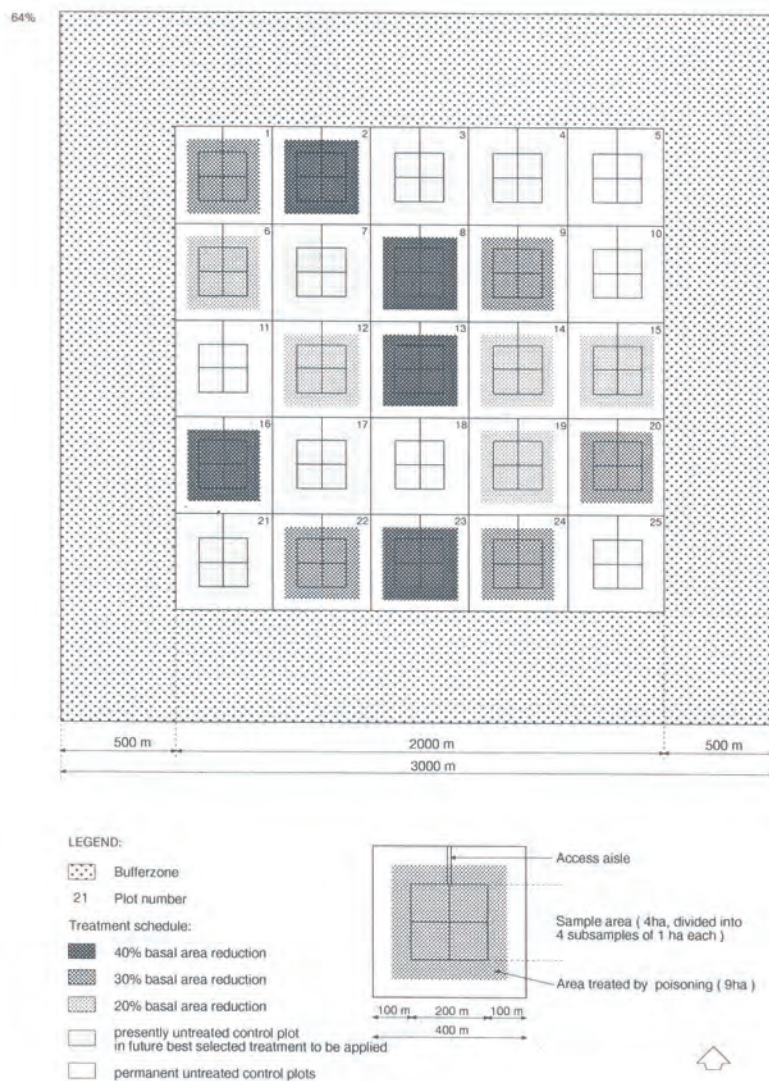 64%
1 2 3 4 5
6 7 8 9 10
11 12 13 14 15
16 17 18 19 20
21 22 23 24 25
500 m 2000 m 500 m
3000 m
LEGEND:
Bufferzone
21 Plot number
Treatment schedule:
40% basal area reduction
30% basal area reduction
20% basal area reduction
presently untreated control plot
in future best selected treatment to be applied
permanent untreated control plots
Access aisle
Sample area ( 4ha, divided into
4 subsamples of 1 ha each )
Area treated by poisoning ( 9ha )
100 m 200 m 100 m
400 m